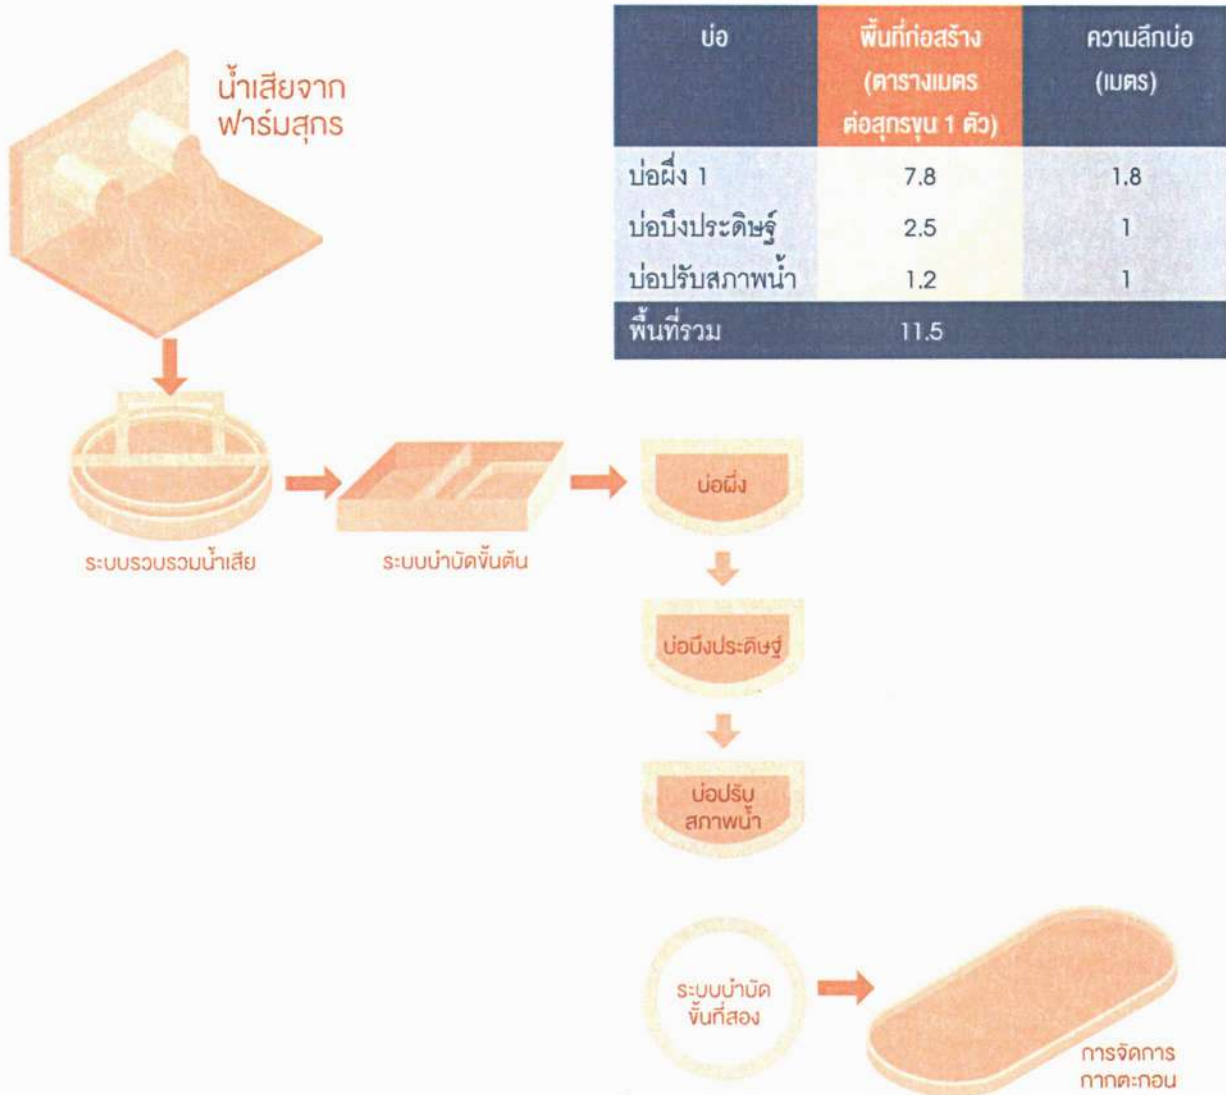 น้ำเสียจาก
ฟาร์มสุกร
บ่อ พื้นที่ก่อสร้าง ความลึกบ่อ
(ตารางเมตร (เมตร)
ต่อสุกรขุน 1 ตัว)
บ่อผึ่ง 1 7.8 1.8
บ่อบึงประดิษฐ์ 2.5 1
บ่อปรับสภาพน้ำ 1.2 1
พื้นที่รวม 11.5
ระบบรวบรวมน้ำเสีย
ระบบบำบัดขั้นต้น
บ่อผึ่ง
บ่อบึงประดิษฐ์
บ่อปรับ
สภาพน้ำ
ระบบบำบัด
ขั้นที่สอง
การจัดการ
กากตะกอน